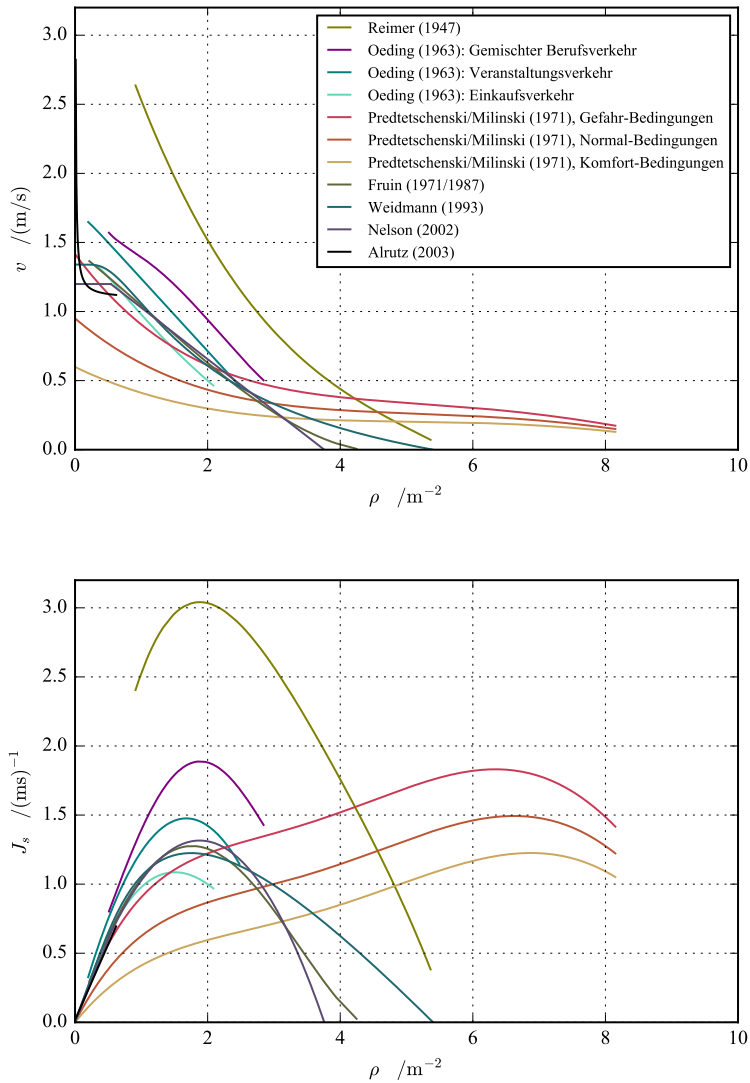 3.0
2.5
2.0
1.5
1.0
0.5
0.0
v /(m/s)
Reimer (1947)
Oeding (1963): Gemischter Berufsverkehr
Oeding (1963): Veranstaltungsverkehr
Oeding (1963): Einkaufsverkehr
Predtetschenski/Milinski (1971), Gefahr-Bedingungen
Predtetschenski/Milinski (1971), Normal-Bedingungen
Predtetschenski/Milinski (1971), Komfort-Bedingungen
Fruin (1971/1987)
Weidmann (1993)
Nelson (2002)
Alrutz (2003)
0 2 4 6 8 10
ρ /m⁻²
3.0
2.5
2.0
1.5
1.0
0.5
0.0
Jₛ /(ms)⁻¹
0 2 4 6 8 10
ρ /m⁻²